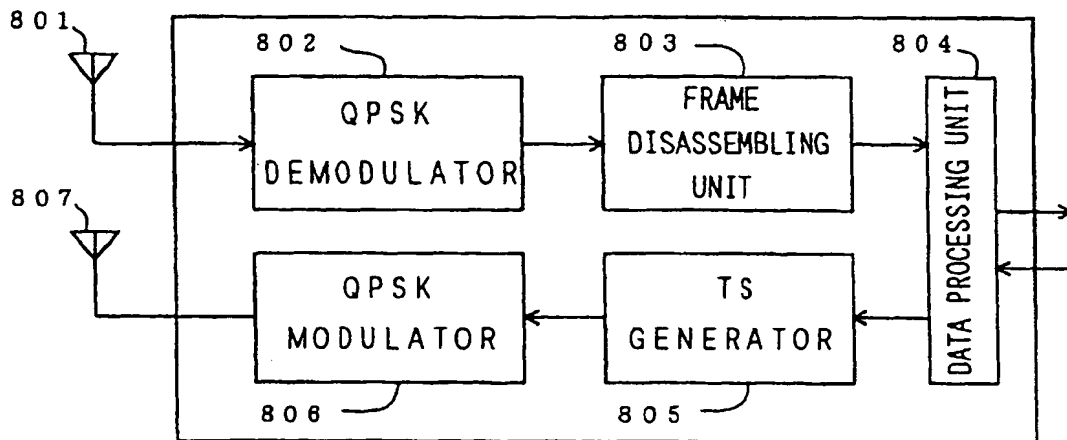 801
802
803
804
QPSK
DEMODULATOR
FRAME
DISASSEMBLING
UNIT
DATA PROCESSING UNIT
807
QPSK
MODULATOR
TS
GENERATOR
806
805